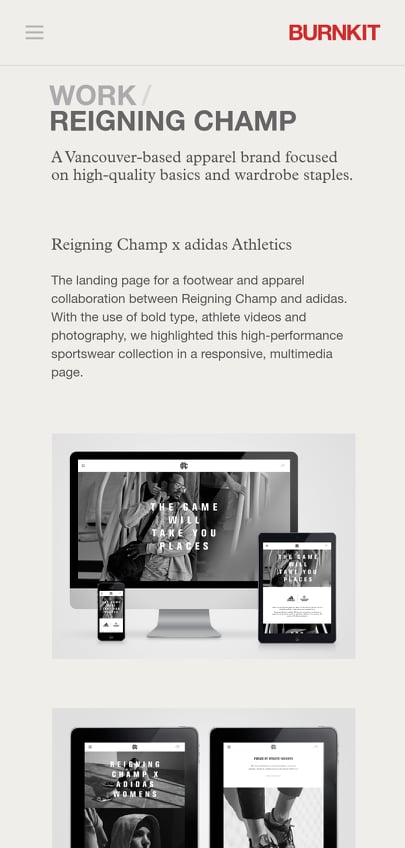 BURNKIT
WORK /
REIGNING CHAMP
A Vancouver-based apparel brand focused
on high-quality basics and wardrobe staples.
Reigning Champ x adidas Athletics
The landing page for a footwear and apparel
collaboration between Reigning Champ and adidas.
With the use of bold type, athlete videos and
photography, we highlighted this high-performance
sportswear collection in a responsive, multimedia
page.
THE GAME
WILL
TAKE YOU
PLACES
THE GAME
WILL
TAKE YOU
PLACES
REIGNING
CHAMP X
ADIDAS
WOMENS